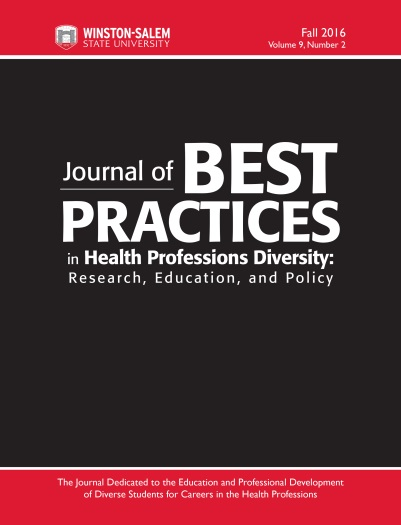 WINSTON-SALEM
STATE UNIVERSITY
Fall 2016
Volume 9, Number 2
Journal of BEST
PRACTICES
in Health Professions Diversity:
Research, Education, and Policy
The Journal Dedicated to the Education and Professional Development
of Diverse Students for Careers in the Health Professions